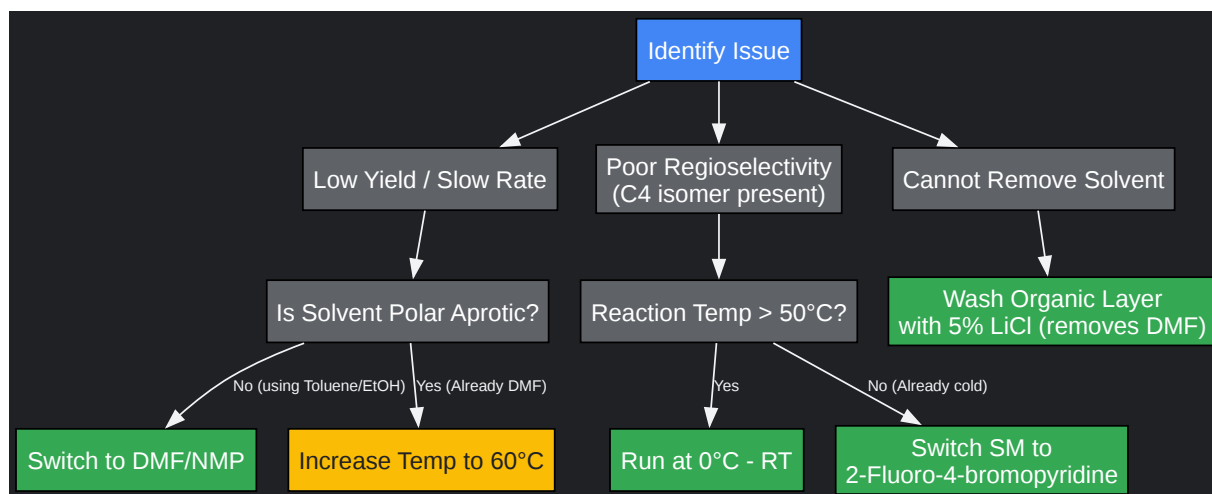 Identify Issue
Low Yield / Slow Rate
Poor Regioselectivity
(C4 isomer present)
Cannot Remove Solvent
Is Solvent Polar Aprotic?
Reaction Temp > 50°C?
Wash Organic Layer
with 5% LiCl (removes DMF)
No (using Toluene/EtOH)
Yes (Already DMF)
Yes
No (Already cold)
Switch to DMF/NMP
Increase Temp to 60°C
Run at 0°C - RT
Switch SM to
2-Fluoro-4-bromopyridine